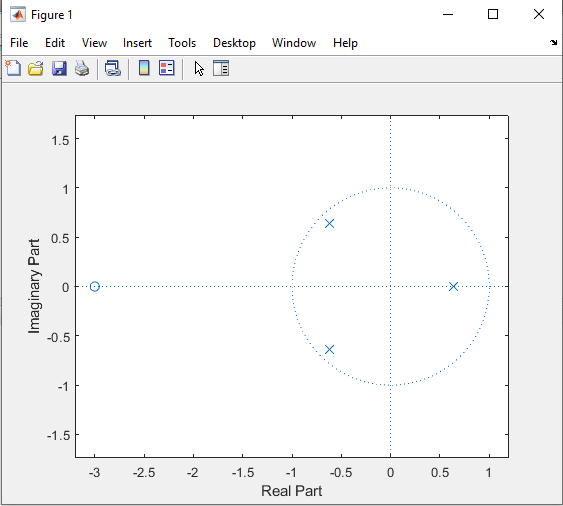 Figure 1
File Edit View Insert Tools Desktop Window Help
1.5
1
0.5
0
-0.5
-1
-1.5
Imaginary Part
-3 -2.5 -2 -1.5 -1 -0.5 0 0.5 1
Real Part